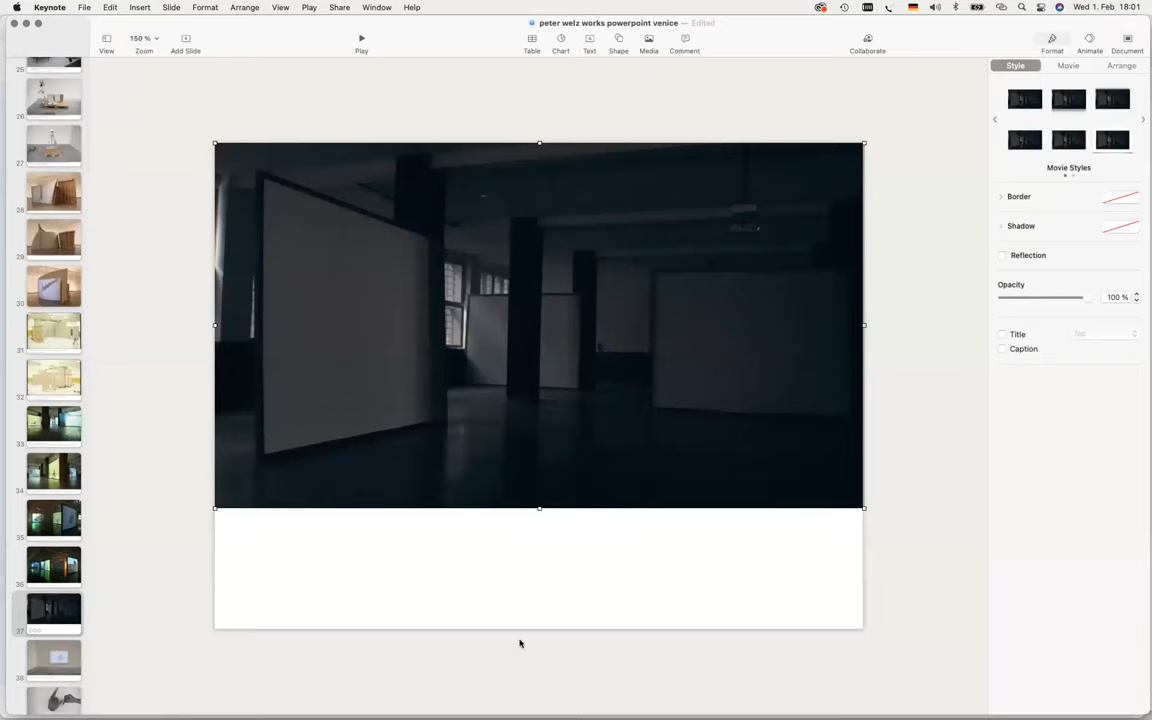 Keynote File Edit Insert Slide Format Arrange View Play Share Window Help Wed 1. Feb 18:01
peter welz works powerpoint venice — Edited
150 %
View Zoom Add Slide Play Table Chart Text Shape Media Comment Collaborate Format Animate Document
Style Movie Arrange
Movie Styles
Border
Shadow
Reflection
Opacity
100 %
Title Top
Caption
25
26
27
28
29
30
31
32
33
34
35
36
37
38